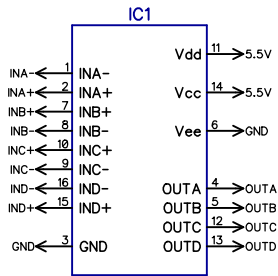 IC1
INA- 1 INA- Vdd 11 5.5V
INA+ 2 INA+
INB+ 7 INB+ Vcc 14 5.5V
INB- 8 INB-
INC+ 10 INC+ Vee 6 GND
INC- 9 INC-
IND- 16 IND- OUTA 4 OUTA
IND+ 15 IND+ OUTB 5 OUTB
OUTC 12 OUTC
GND 3 GND OUTD 13 OUTD